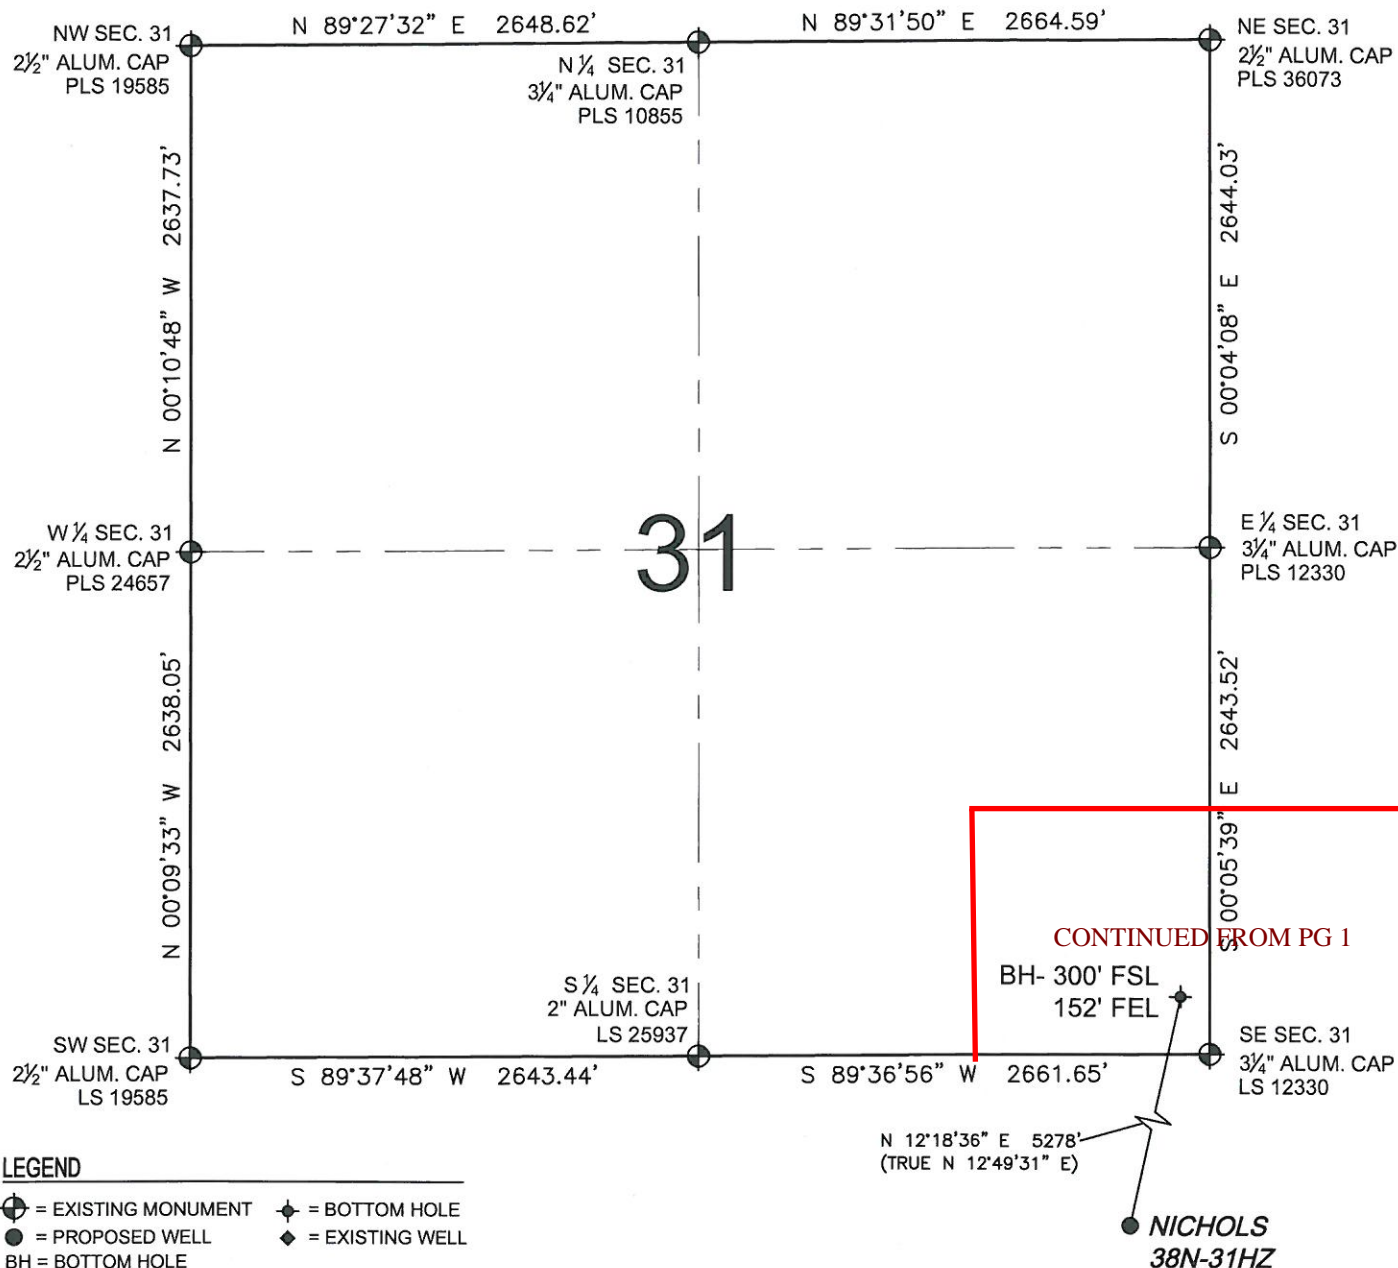 N 89°27'32" E 2648.62'
N 89°31'50" E 2664.59'
NW SEC. 31
2½" ALUM. CAP
PLS 19585
N ¼ SEC. 31
3¼" ALUM. CAP
PLS 10855
NE SEC. 31
2½" ALUM. CAP
PLS 36073
N 00°10'48" W 2637.73'
S 00°04'08" E 2644.03'
W ¼ SEC. 31
2½" ALUM. CAP
PLS 24657
31
E ¼ SEC. 31
3¼" ALUM. CAP
PLS 12330
N 00°09'33" W 2638.05'
S 00°05'39" E 2643.52'
CONTINUED FROM PG 1
BH- 300' FSL
152' FEL
S ¼ SEC. 31
2" ALUM. CAP
LS 25937
SW SEC. 31
2½" ALUM. CAP
LS 19585
SE SEC. 31
3¼" ALUM. CAP
LS 12330
S 89°37'48" W 2643.44'
S 89°36'56" W 2661.65'
N 12°18'36" E 5278'
(TRUE N 12°49'31" E)
NICHOLS
38N-31HZ
LEGEND
= EXISTING MONUMENT
= BOTTOM HOLE
= PROPOSED WELL
= EXISTING WELL
BH = BOTTOM HOLE